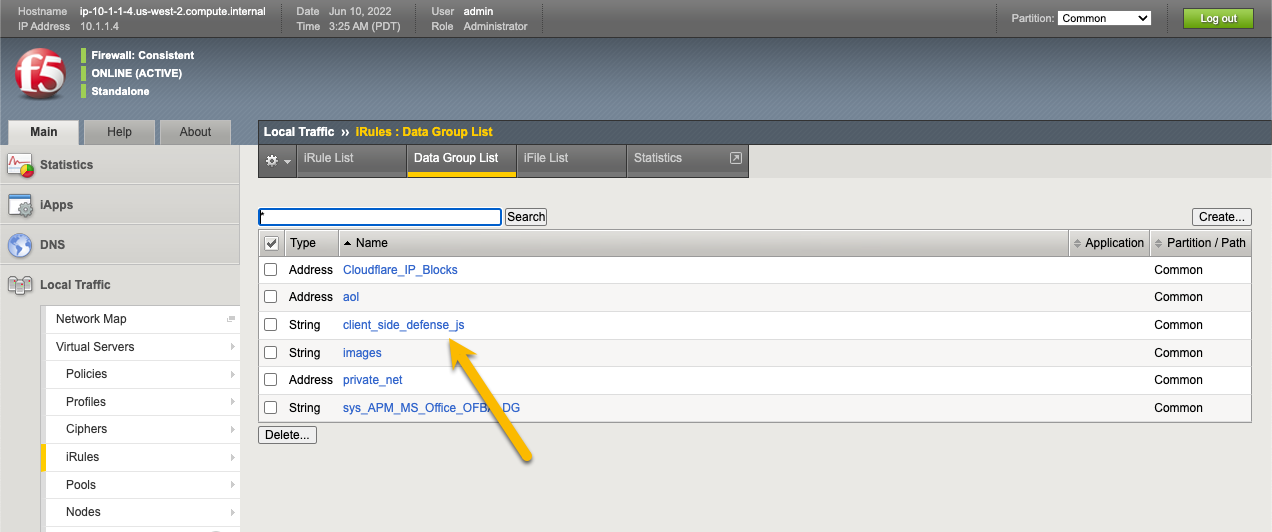 Hostname ip-10-1-1-4.us-west-2.compute.internal Date Jun 10, 2022 User admin
IP Address 10.1.1.4 Time 3:25 AM (PDT) Role Administrator
Partition: Common Log out
f5
Firewall: Consistent
ONLINE (ACTIVE)
Standalone
Main Help About
Local Traffic ›› iRules : Data Group List
Statistics
iApps
DNS
Local Traffic
Network Map
Virtual Servers
Policies
Profiles
Ciphers
iRules
Pools
Nodes
iRule List Data Group List iFile List Statistics
* Search Create...
Type Name Application Partition / Path
Address Cloudflare_IP_Blocks Common
Address aol Common
String client_side_defense_js Common
String images Common
Address private_net Common
String DG Common
Delete...